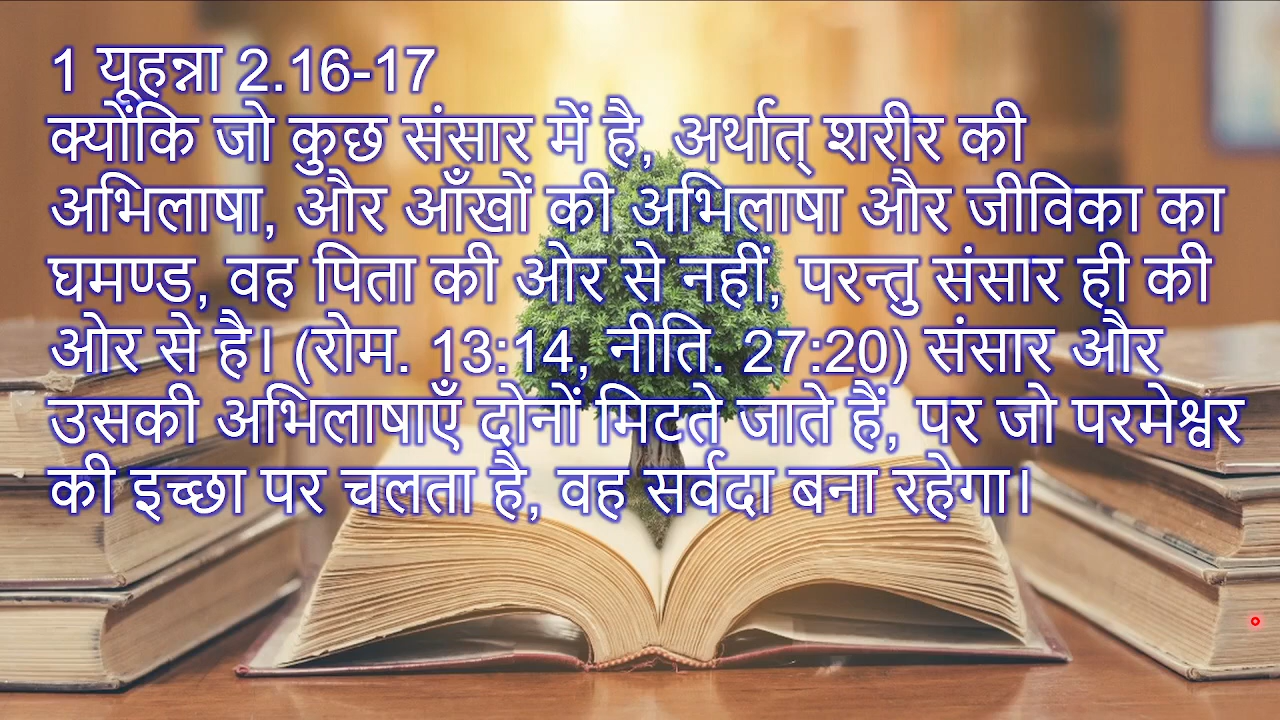 1 यूहन्ना 2.16-17
क्योंकि जो कुछ संसार में है, अर्थात् शरीर की
अभिलाषा, और आँखों की अभिलाषा और जीविका का
घमण्ड, वह पिता की ओर से नहीं, परन्तु संसार ही की
ओर से है। (रोम. 13:14, नीति. 27:20) संसार और
उसकी अभिलाषाएँ दोनों मिटते जाते हैं, पर जो परमेश्वर
की इच्छा पर चलता है, वह सर्वदा बना रहेगा।